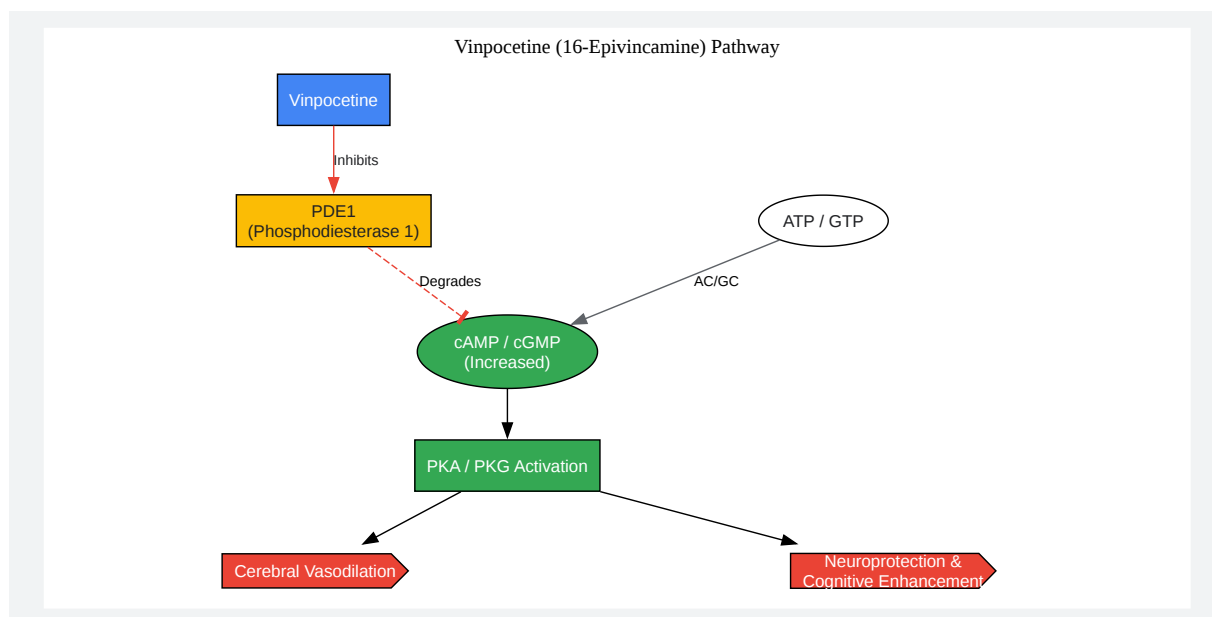 Vinpocetine (16-Epivincamine) Pathway
Vinpocetine
Inhibits
PDE1
(Phosphodiesterase 1)
ATP / GTP
Degrades
AC/GC
cAMP / cGMP
(Increased)
PKA / PKG Activation
Cerebral Vasodilation
Neuroprotection &
Cognitive Enhancement